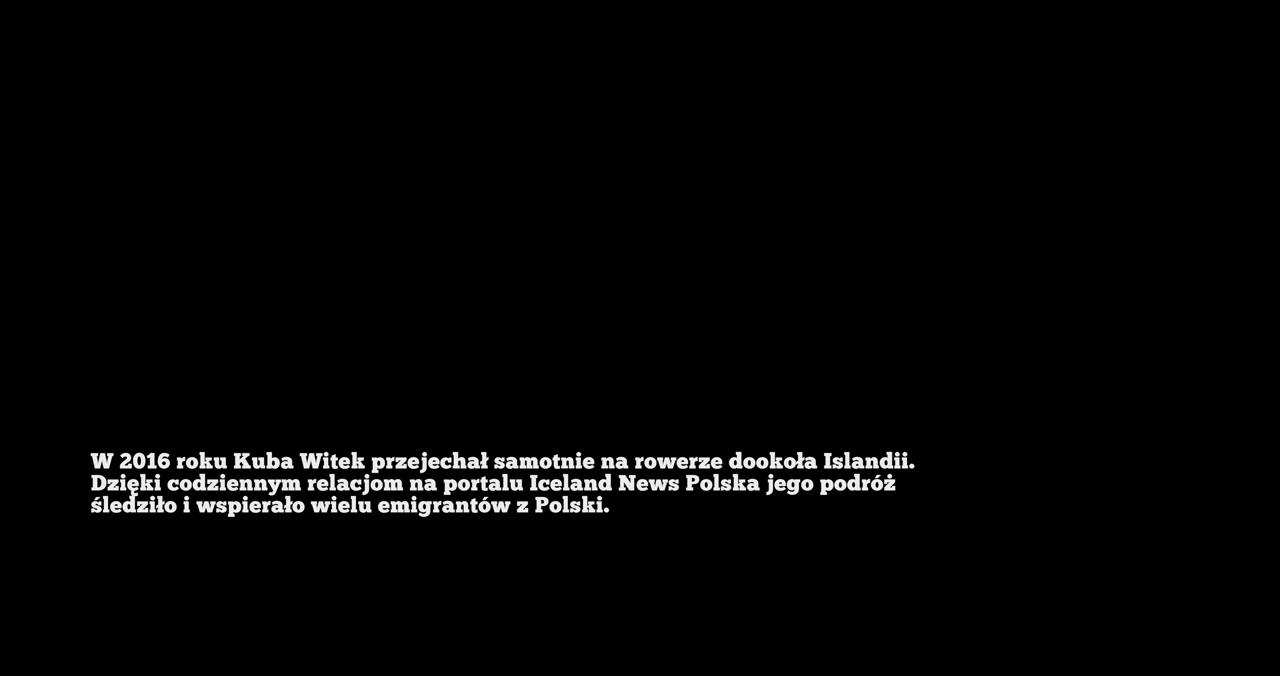 W 2016 roku Kuba Witek przejechał samotnie na rowerze dookoła Islandii.
Dzięki codziennym relacjom na portalu Iceland News Polska jego podróż
śledziło i wspierało wielu emigrantów z Polski.